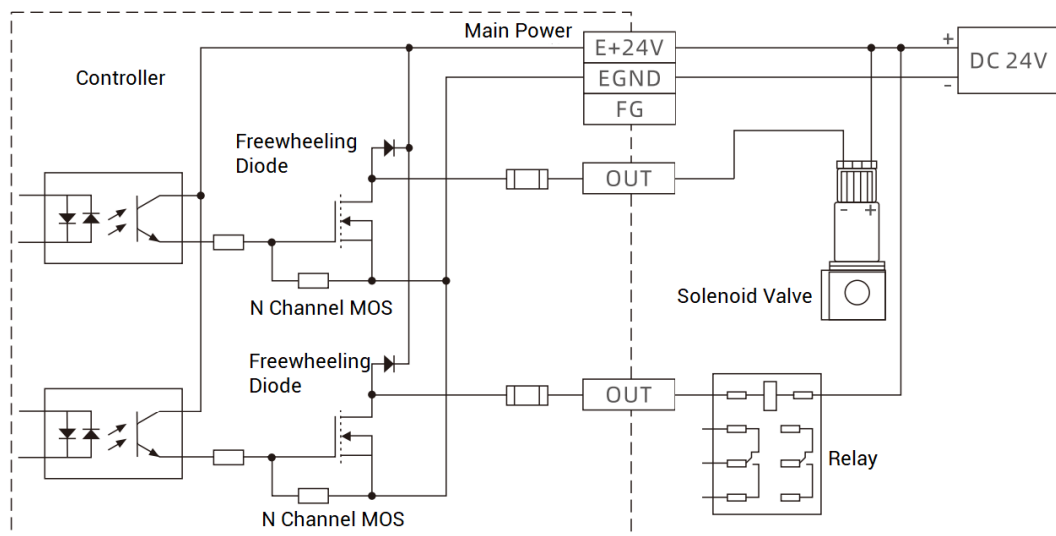 Main Power
E+24V
+
DC 24V
-
Controller
EGND
FG
Freewheeling
Diode
OUT
- +
Solenoid Valve
N Channel MOS
Freewheeling
Diode
OUT
Relay
N Channel MOS